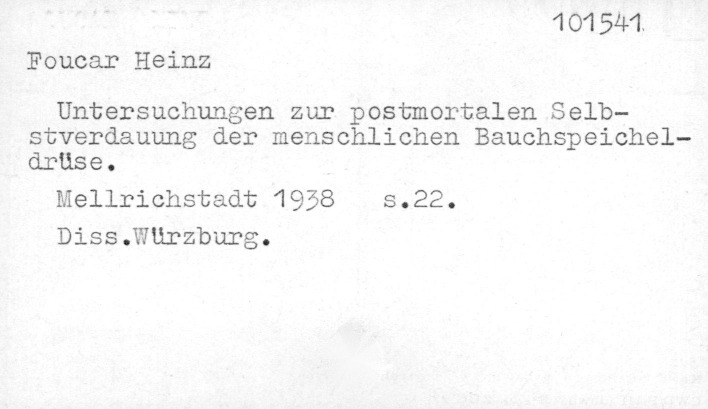 101541
Foucar Heinz
Untersuchungen zur postmortalen Selb-
stverdauung der menschlichen Bauchspeichel-
drüse.
Mellrichstadt 1938 s.22.
Diss.Würzburg.